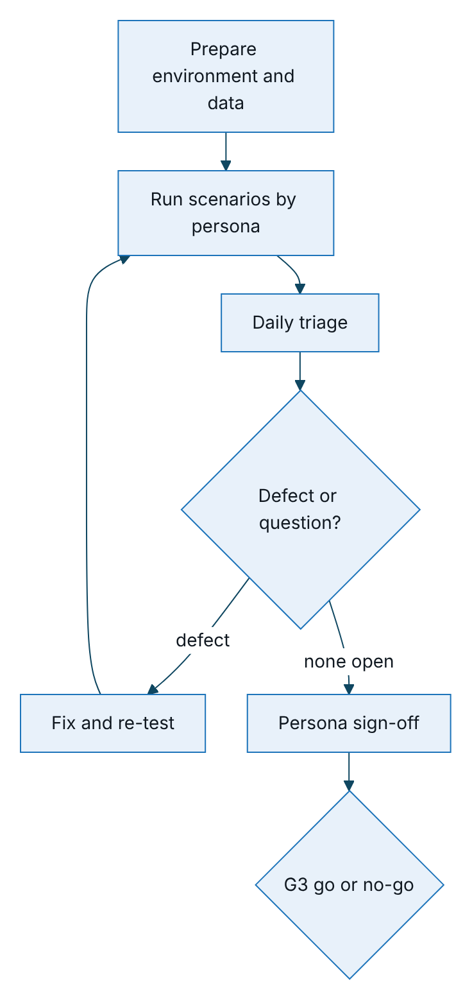 Prepare
environment and
data
Run scenarios by
persona
Daily triage
Defect or
question?
defect
none open
Fix and re-test
Persona sign-off
G3 go or no-go